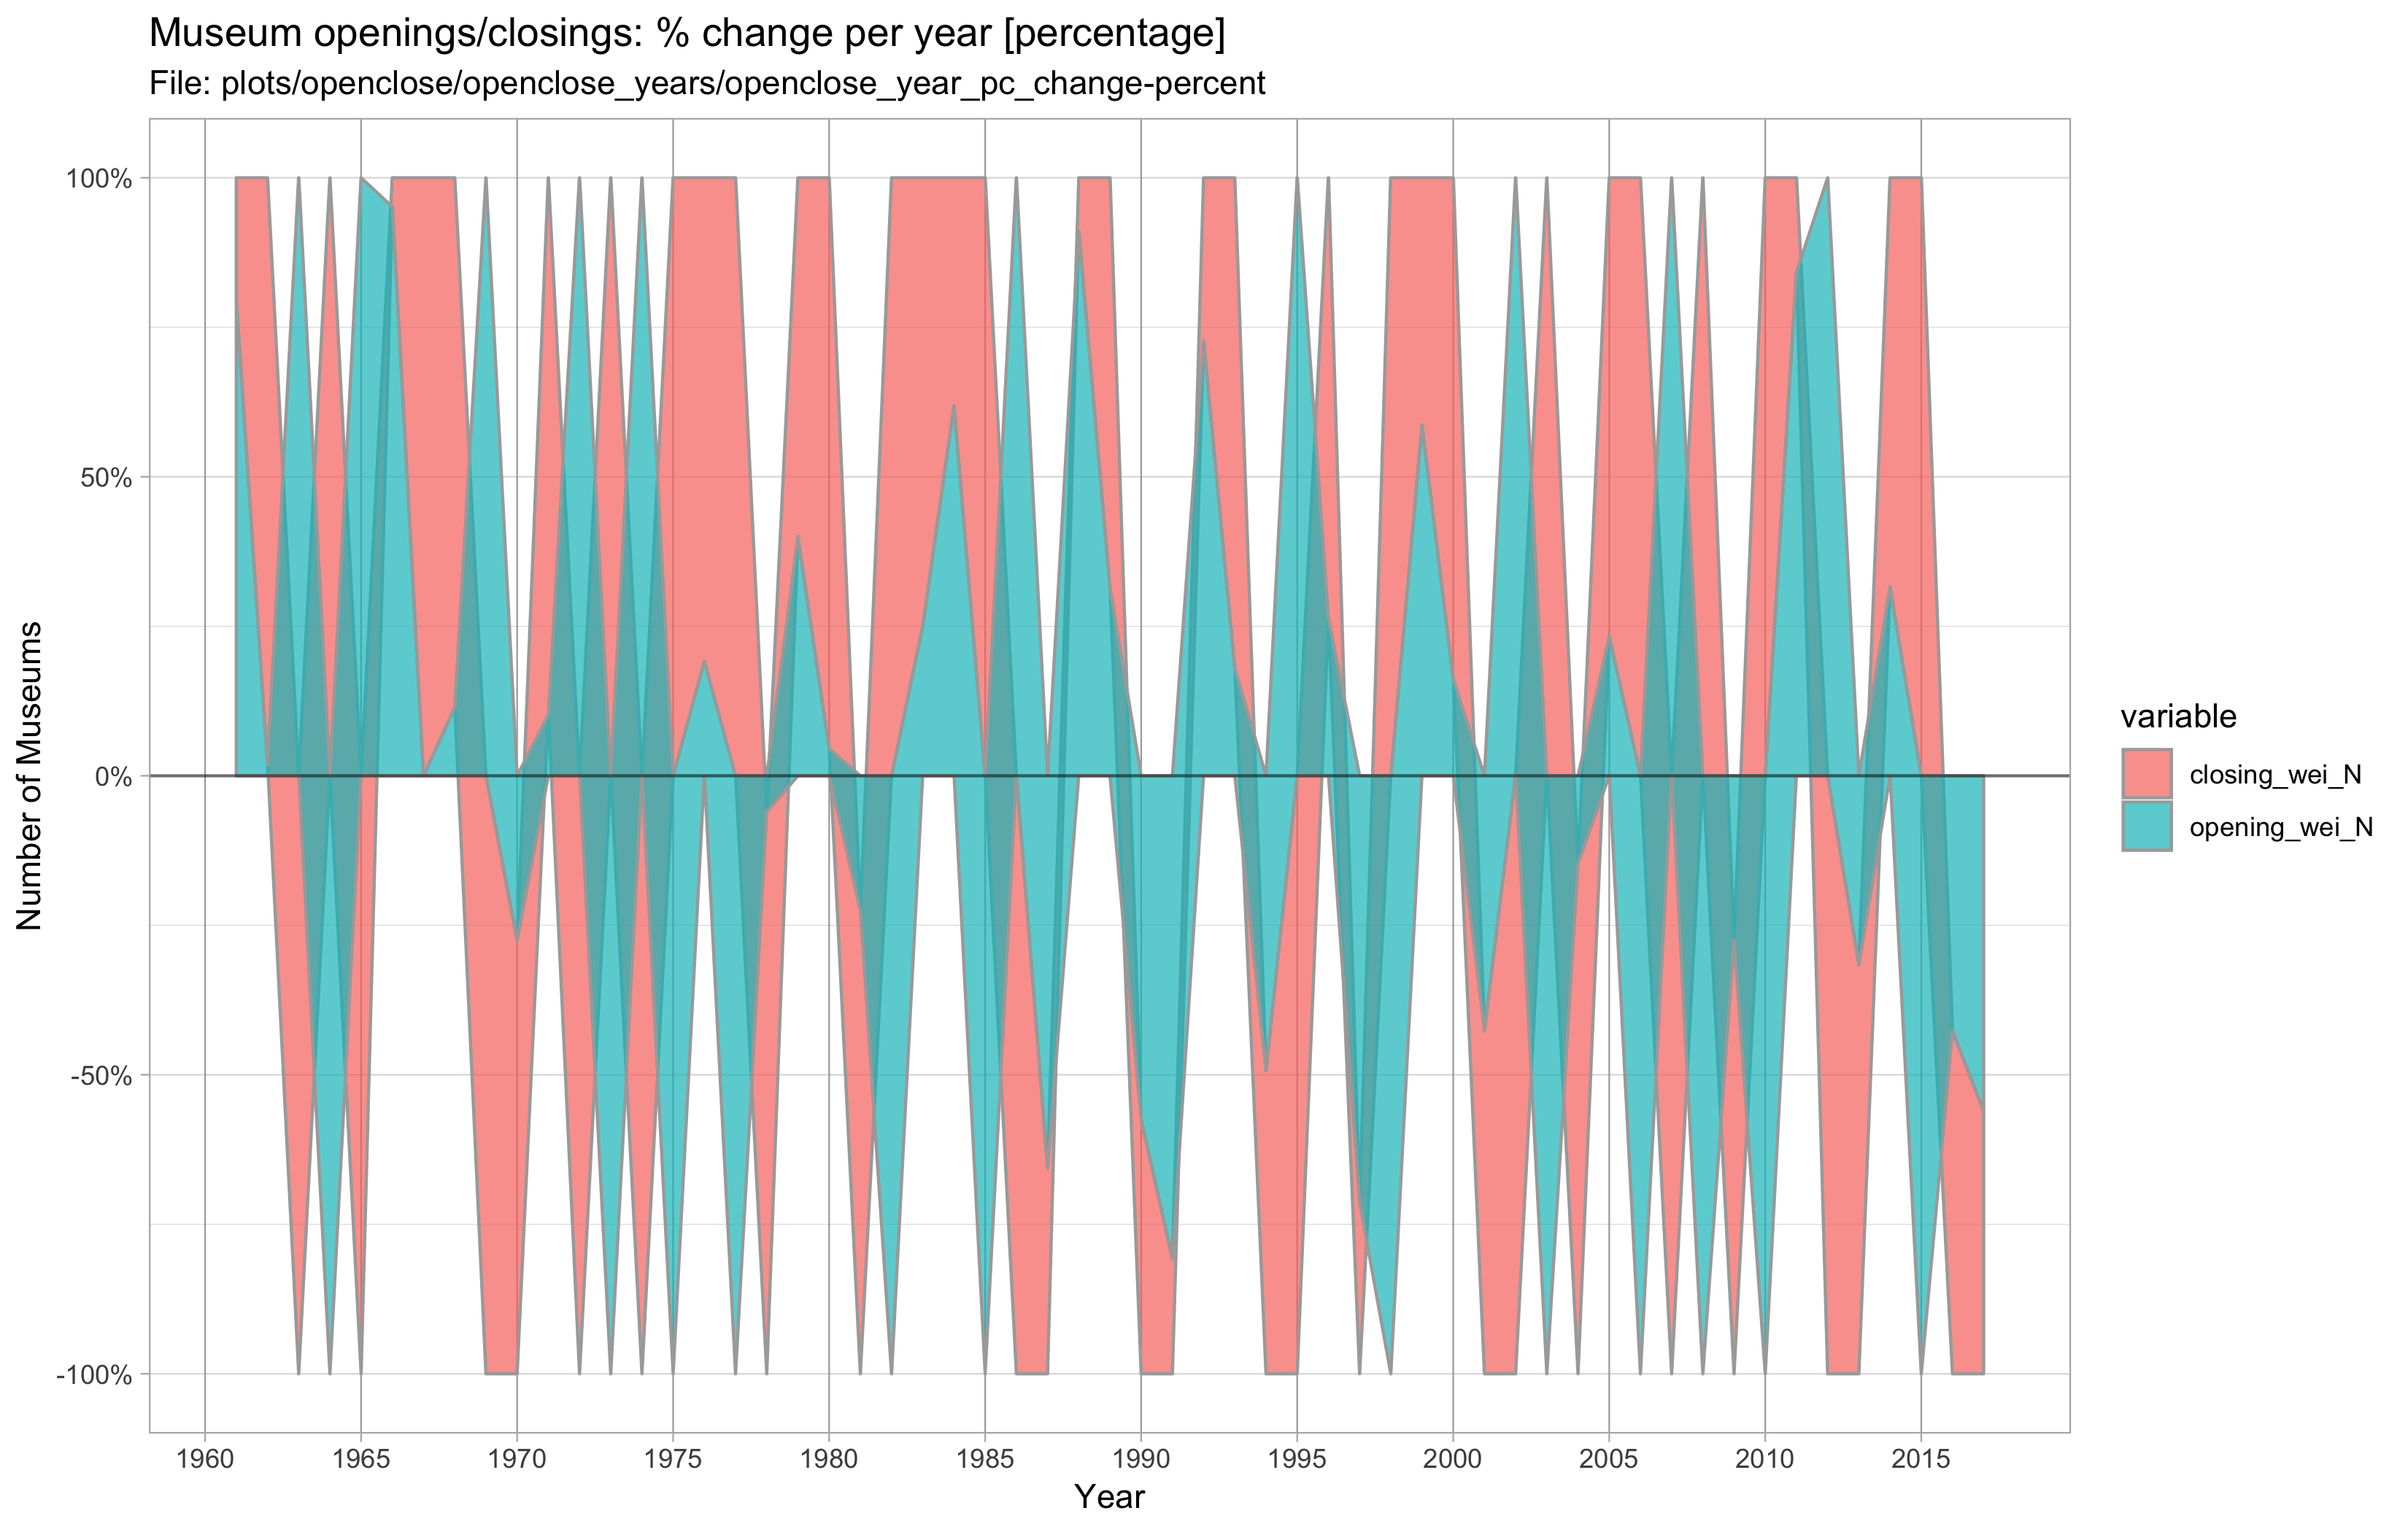 Museum openings/closings: % change per year [percentage]
File: plots/openclose/openclose_years/openclose_year_pc_change-percent
100%
50%
0%
-50%
-100%
Number of Museums
1960 1965 1970 1975 1980 1985 1990 1995 2000 2005 2010 2015
Year
variable
closing_wei_N
opening_wei_N